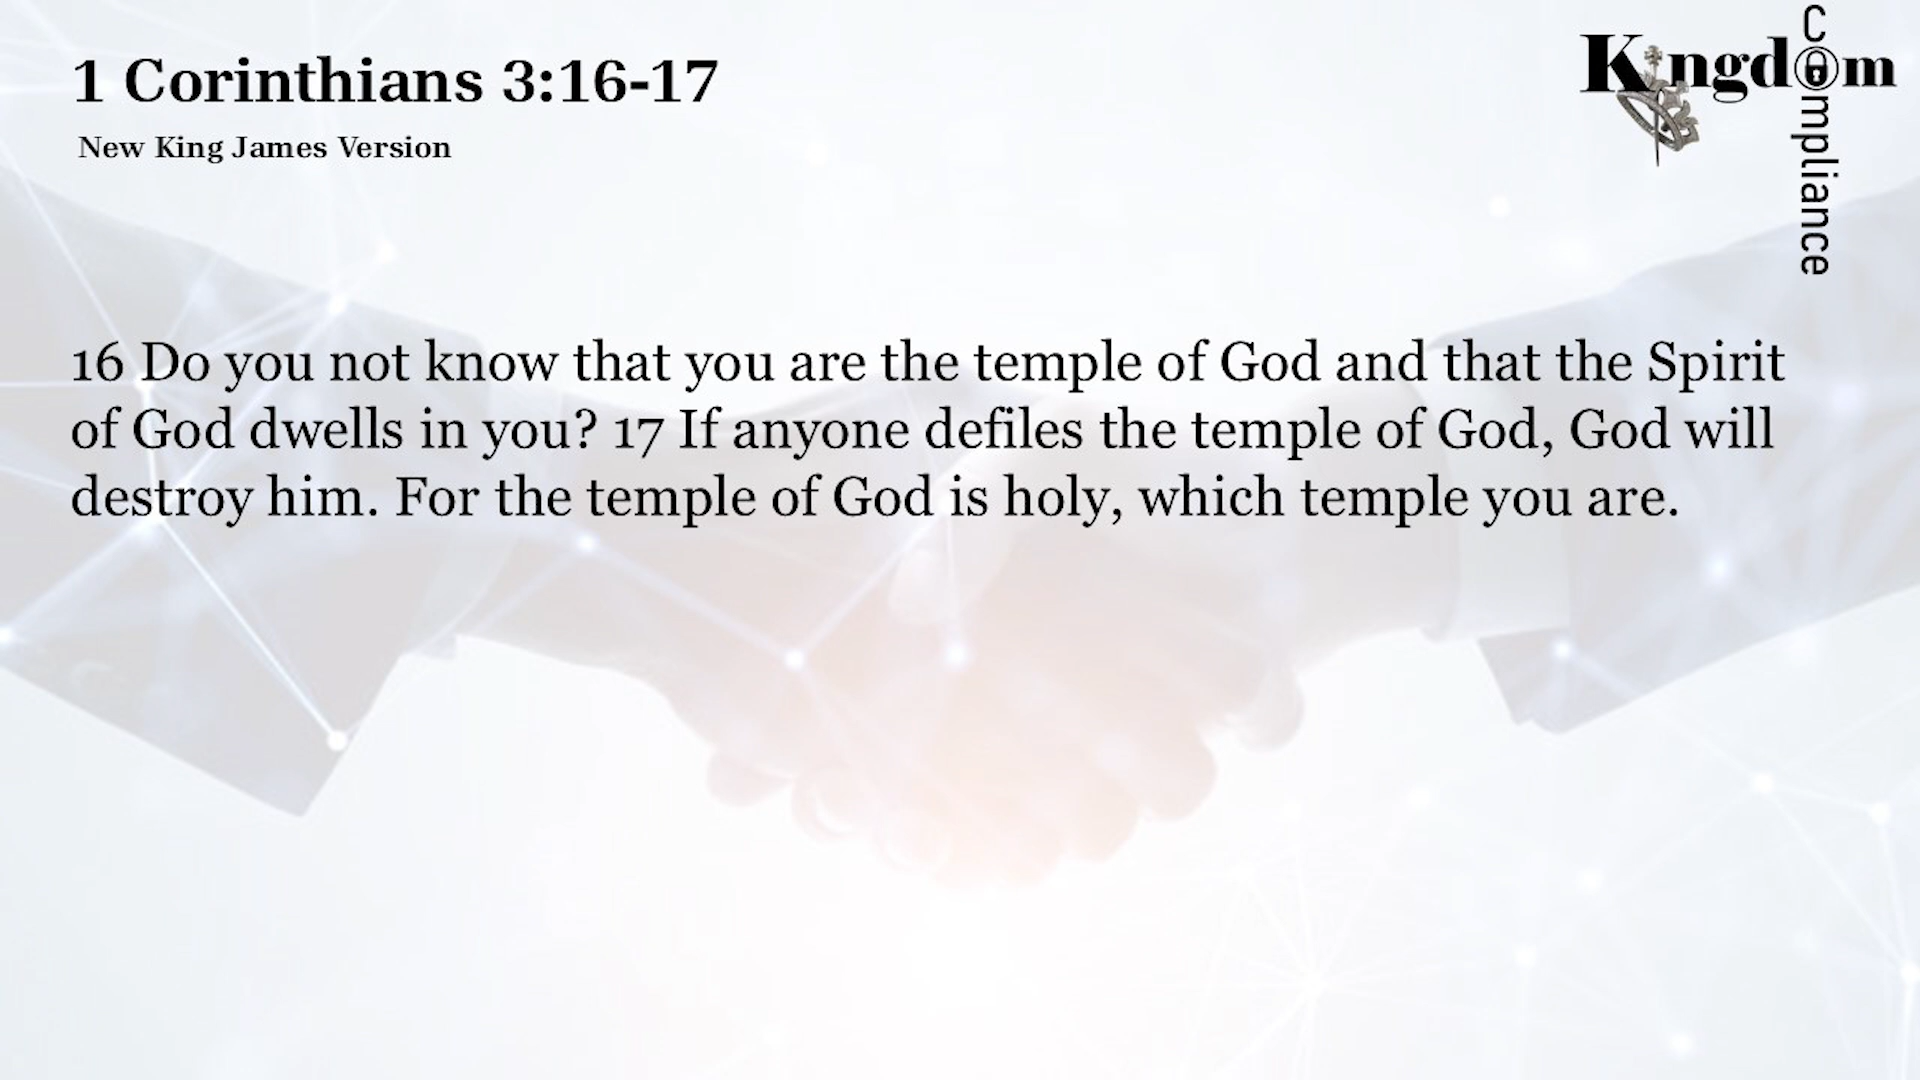 1 Corinthians 3:16-17
New King James Version
Kingdom
Compliance
16 Do you not know that you are the temple of God and that the Spirit
of God dwells in you? 17 If anyone defiles the temple of God, God will
destroy him. For the temple of God is holy, which temple you are.